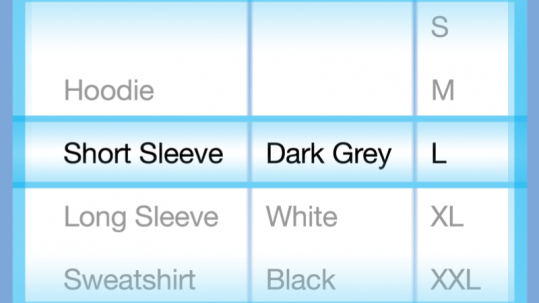 S
Hoodie M
Short Sleeve Dark Grey L
Long Sleeve White XL
Sweatshirt Black XXL